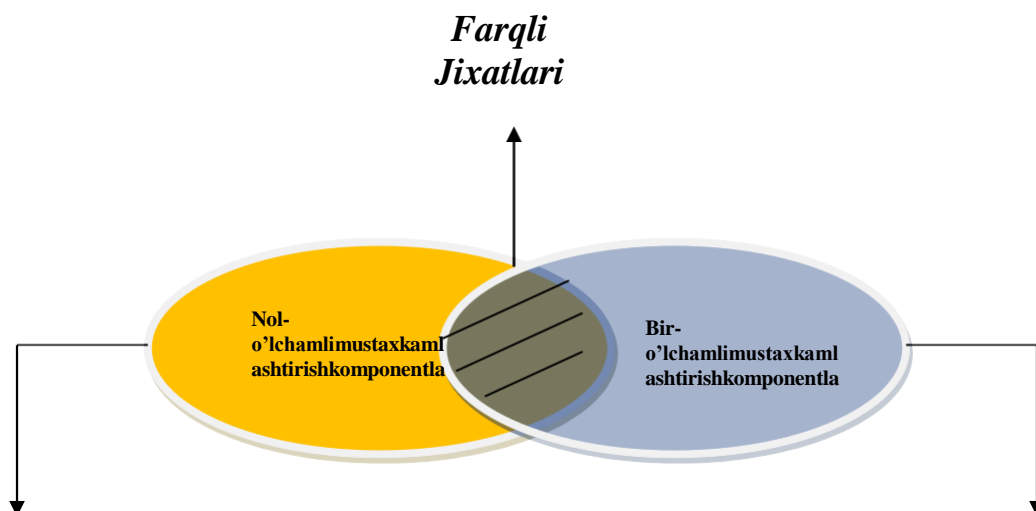 Farqli
Jixatlari
Nol-
o’lchamlimustaxkaml
ashtirishkomponentla
Bir-
o’lchamlimustaxkaml
ashtirishkomponentla